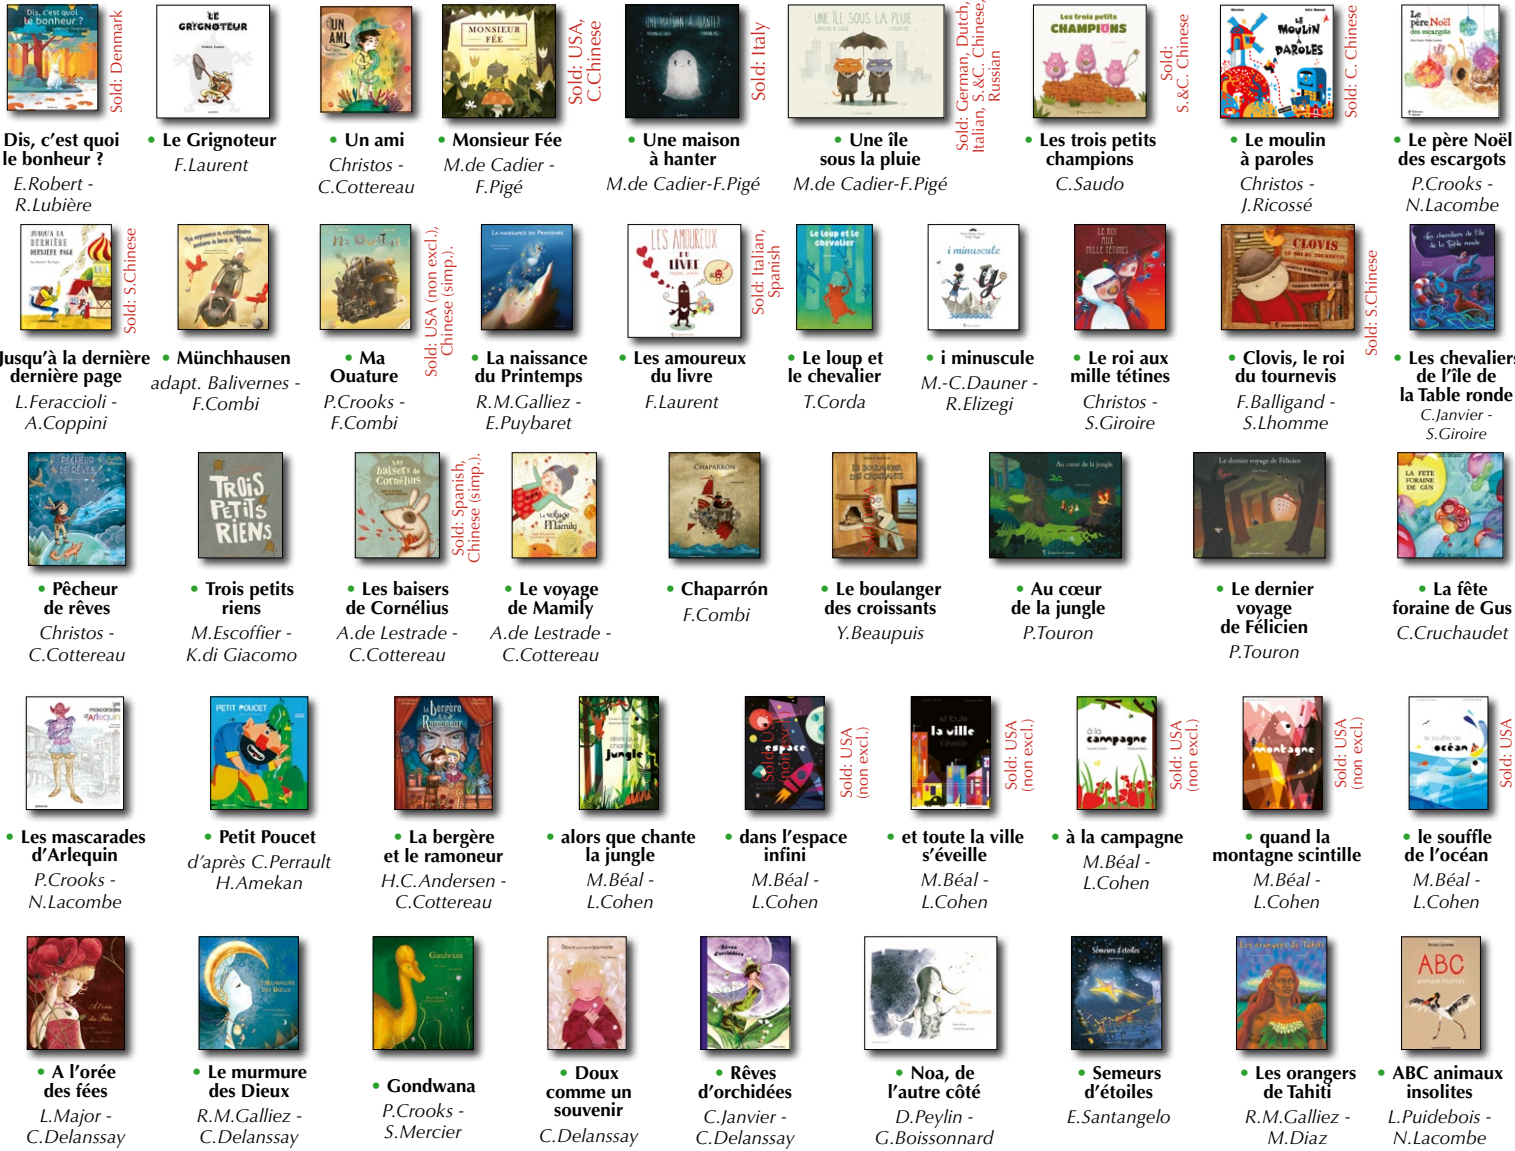 Sold: Denmark
Sold: USA,
C.Chinese
Sold: Italy
Sold: German, Dutch,
Italian, S.&C. Chinese,
Russian
Sold:
S.&C. Chinese
Sold: C. Chinese
Dis, c'est quoi
le bonheur ?
E.Robert -
R.Lubière
• Le Grignoteur
F.Laurent
• Un ami
Christos -
C.Cottereau
• Monsieur Fée
M.de Cadier -
F.Pigé
• Une maison
à hanter
M.de Cadier-F.Pigé
• Une île
sous la pluie
M.de Cadier-F.Pigé
• Les trois petits
champions
C.Saudo
• Le moulin
à paroles
Christos -
J.Ricossé
• Le père Noël
des escargots
P.Crooks -
N.Lacombe
Sold: S.Chinese
Sold: USA (non excl.),
Chinese (simp.).
Sold: Italian,
Spanish
Sold: S.Chinese
Jusqu'à la dernière
dernière page
L.Feraccioli -
A.Coppini
• Münchhausen
adapt. Balivernes -
F.Combi
• Ma
Ouature
P.Crooks -
F.Combi
• La naissance
du Printemps
R.M.Galliez -
E.Puybaret
• Les amoureux
du livre
F.Laurent
• Le loup et
le chevalier
T.Corda
• i minuscule
M.-C.Dauner -
R.Elizegi
• Le roi aux
mille tétines
Christos -
S.Giroire
• Clovis, le roi
du tournevis
F.Balligand -
S.Lhomme
• Les chevaliers
de l'île de
la Table ronde
C.Janvier -
S.Giroire
Sold: Spanish,
Chinese (simp.).
• Pêcheur
de rêves
Christos -
C.Cottereau
• Trois petits
riens
M.Escoffier -
K.di Giacomo
• Les baisers
de Cornélius
A.de Lestrade -
C.Cottereau
• Le voyage
de Mamily
A.de Lestrade -
C.Cottereau
• Chaparrón
F.Combi
• Le boulanger
des croissants
Y.Beaupuis
• Au cœur
de la jungle
P.Touron
• Le dernier
voyage
de Félicien
P.Touron
• La fête
foraine de Gus
C.Cruchaudet
Sold: USA
(non excl.)
Sold: USA
(non excl.)
Sold: USA
(non excl.)
Sold: USA
(non excl.)
Sold: USA
• Les mascarades
d'Arlequin
P.Crooks -
N.Lacombe
• Petit Poucet
d'après C.Perrault
H.Amekan
• La bergère
et le ramoneur
H.C.Andersen -
C.Cottereau
• alors que chante
la jungle
M.Béal -
L.Cohen
• dans l'espace
infini
M.Béal -
L.Cohen
• et toute la ville
s'éveille
M.Béal -
L.Cohen
• à la campagne
M.Béal -
L.Cohen
• quand la
montagne scintille
M.Béal -
L.Cohen
• le souffle
de l'océan
M.Béal -
L.Cohen
• A l'orée
des fées
L.Major -
C.Delanssay
• Le murmure
des Dieux
R.M.Galliez -
C.Delanssay
• Gondwana
P.Crooks -
S.Mercier
• Doux
comme un
souvenir
C.Delanssay
• Rêves
d'orchidées
C.Janvier -
C.Delanssay
• Noa, de
l'autre côté
D.Peylin -
G.Boissonnard
• Semeurs
d'étoiles
E.Santangelo
• Les orangers
de Tahiti
R.M.Galliez -
M.Diaz
• ABC animaux
insolites
L.Puidebois -
N.Lacombe